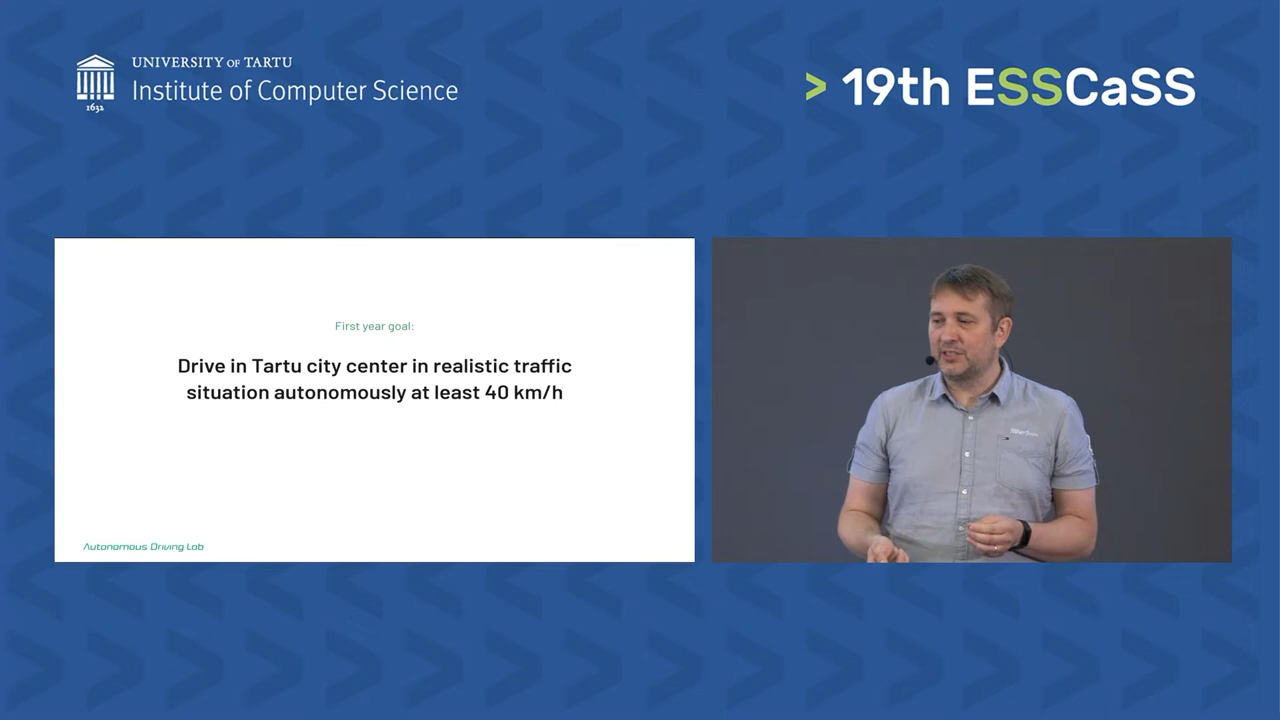 UNIVERSITY OF TARTU
Institute of Computer Science
1632
> 19th ESSCaSS
First year goal:
Drive in Tartu city center in realistic traffic
situation autonomously at least 40 km/h
Autonomous Driving Lab